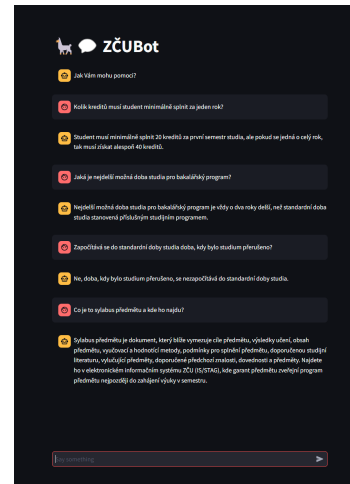 ZČUBot
Jak Vám mohu pomoci?
Kolik kreditů musí student minimálně splnit za jeden rok?
Student musí minimálně splnit 20 kreditů za první semestr studia, ale pokud se jedná o celý rok,
tak musí získat alespoň 40 kreditů.
Jaká je nejdelší možná doba studia pro bakalářský program?
Nejdelší možná doba studia pro bakalářský program je vždy o dva roky delší, než standardní doba
studia stanovená příslušným studijním programem.
Započítává se do standardní doby studia doba, kdy bylo studium přerušeno?
Ne, doba, kdy bylo studium přerušeno, se nezapočítává do standardní doby studia.
Co je to sylabus předmětu a kde ho najdu?
Sylabus předmětu je dokument, který blíže vymezuje cíle předmětu, výsledky učení, obsah
předmětu, vyučovací a hodnotící metody, podmínky pro splnění předmětu, doporučenou studijní
literaturu, vylučující předměty, doporučené předchozí znalosti, dovednosti a předměty. Najdete
ho v elektronickém informačním systému ZČU (IS/STAG), kde garant předmětu zveřejní program
předmětu nejpozději do zahájení výuky v semestru.
Say something